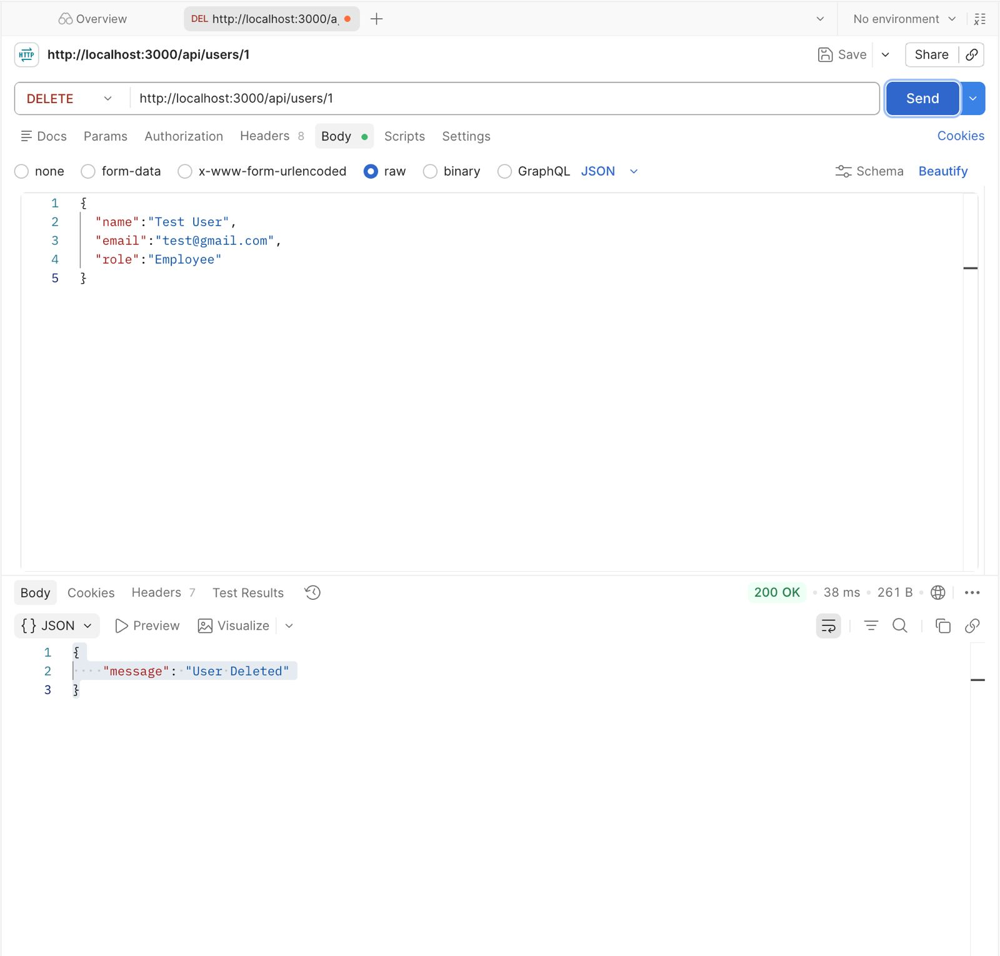 Overview
DEL http://localhost:3000/a
No environment
HTTP http://localhost:3000/api/users/1
Save
Share
DELETE http://localhost:3000/api/users/1
Send
Docs Params Authorization Headers 8 Body Scripts Settings Cookies
none form-data x-www-form-urlencoded raw binary GraphQL JSON Schema Beautify
1 {
2 "name":"Test User",
3 "email":"test@gmail.com",
4 "role":"Employee"
5 }
Body Cookies Headers 7 Test Results 200 OK • 38 ms • 261 B •
{} JSON Preview Visualize
1 {
2 ····"message":·"User·Deleted"
3 }